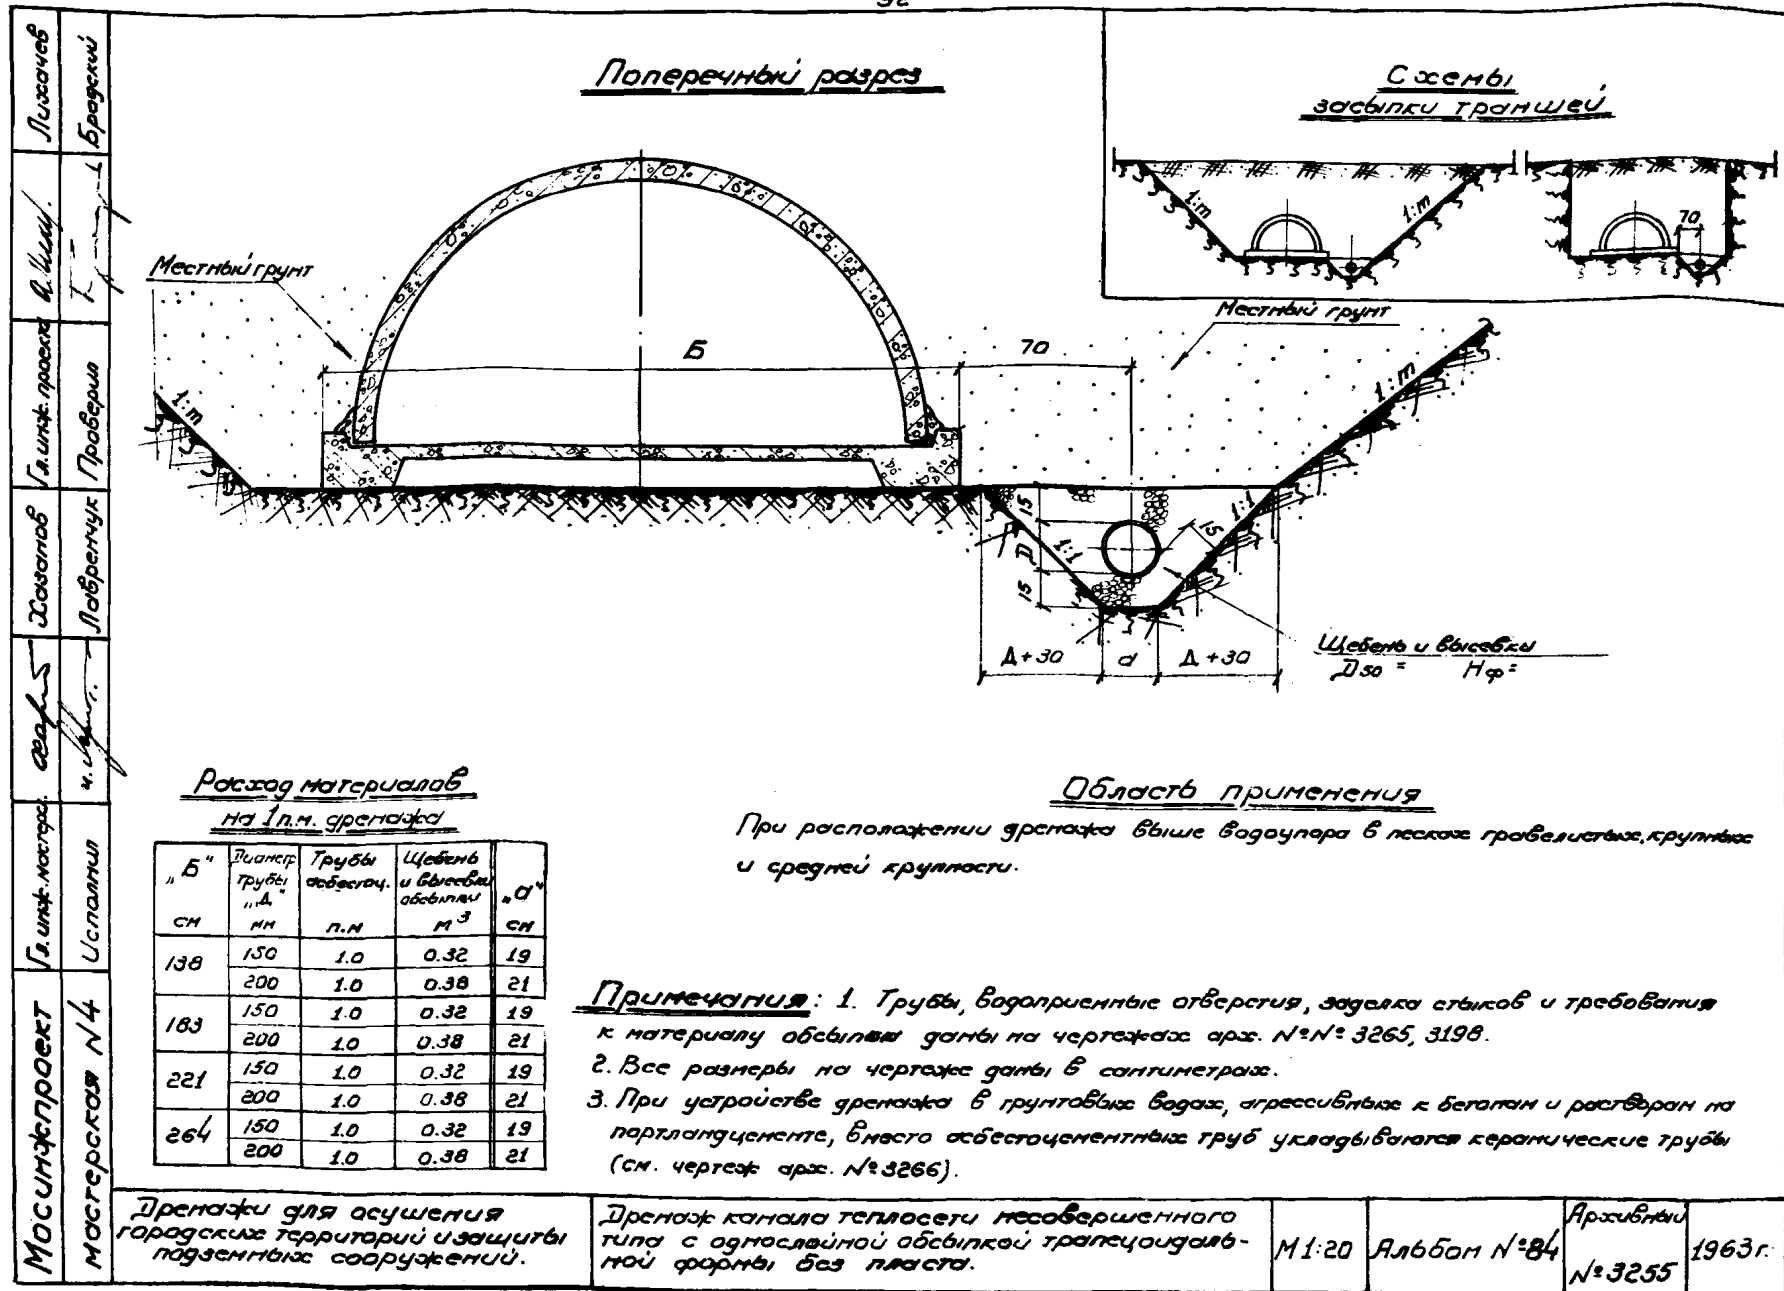 Поперечный разрез
Схемы
засыпки траншей
1:m
1:m
70
Местный грунт
Местный грунт
Б
70
1:m
1:m
15
Д
15
1:1
1:1
15
Д+30
а
Д+30
Щебень и высевки
Д50 = Нф=
Расход материалов
на 1 п.м. дренажа
„Б“ см
Диаметр трубы „Д“ мм
Трубы асбестоц. п.м
Щебень и высевки обсыпки м3
„а“ см
138 150 1.0 0.32 19
200 1.0 0.38 21
183 150 1.0 0.32 19
200 1.0 0.38 21
221 150 1.0 0.32 19
200 1.0 0.38 21
264 150 1.0 0.32 19
200 1.0 0.38 21
Область применения
При расположении дренажа выше водоупора в песках гравелистых, крупных
и средней крупности.
Примечания: 1. Трубы, водоприемные отверстия, заделка стыков и требования
к материалу обсыпки даны на чертежах арх. №№ 3265, 3198.
2. Все размеры на чертеже даны в сантиметрах.
3. При устройстве дренажа в грунтовых водах, агрессивных к бетонам и растворам на
портландцементе, вместо асбестоцементных труб укладываются керамические трубы
(см. чертеж арх. № 3266).
Дренажи для осушения
городских территорий и защиты
подземных сооружений.
Дренаж канала теплосети несовершенного
типа с однослойной обсыпкой трапецоидаль-
ной формы без пласта.
М 1:20
Альбом №84
Архивный
№ 3255
1963г.
Мосинжпроект
мастерская №4
Гл. инж. мастерс.
Хазанов
Гл. инж. проекта
Лихачев
Исполнил
Лавренчук
Проверил
Бродский